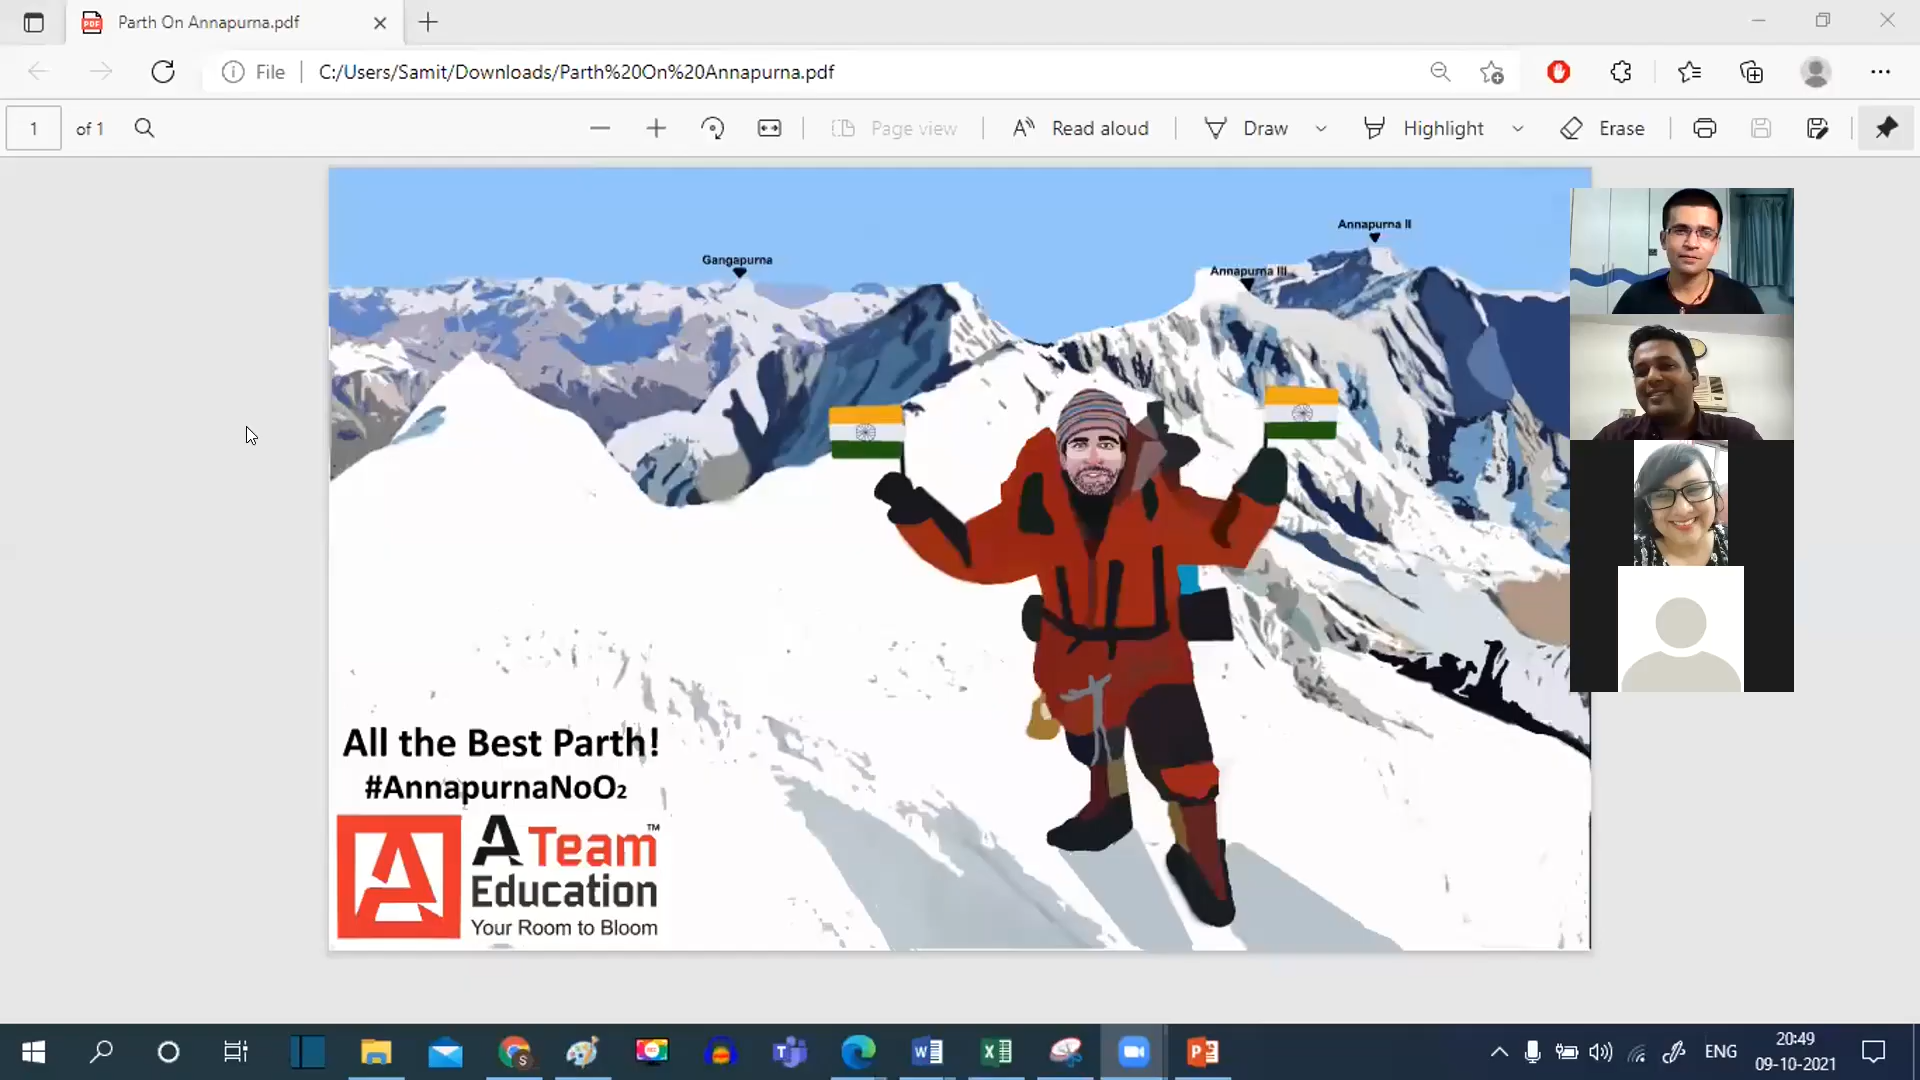 Parth On Annapurna.pdf
File
C:/Users/Samit/Downloads/Parth%20On%20Annapurna.pdf
1 of 1
Page view
Read aloud
Draw
Highlight
Erase
Annapurna II
Gangapurna
Annapurna III
All the Best Parth!
#AnnapurnaNoO₂
A Team™
Education
Your Room to Bloom
ENG
20:49
09-10-2021